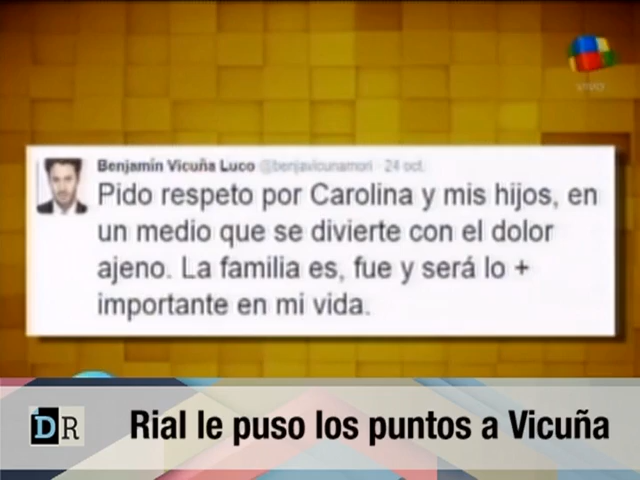 VIVO
Benjamín Vicuña Luco @benjavicunamori · 24 oct.
Pido respeto por Carolina y mis hijos, en
un medio que se divierte con el dolor
ajeno. La familia es, fue y será lo +
importante en mi vida.
DR Rial le puso los puntos a Vicuña